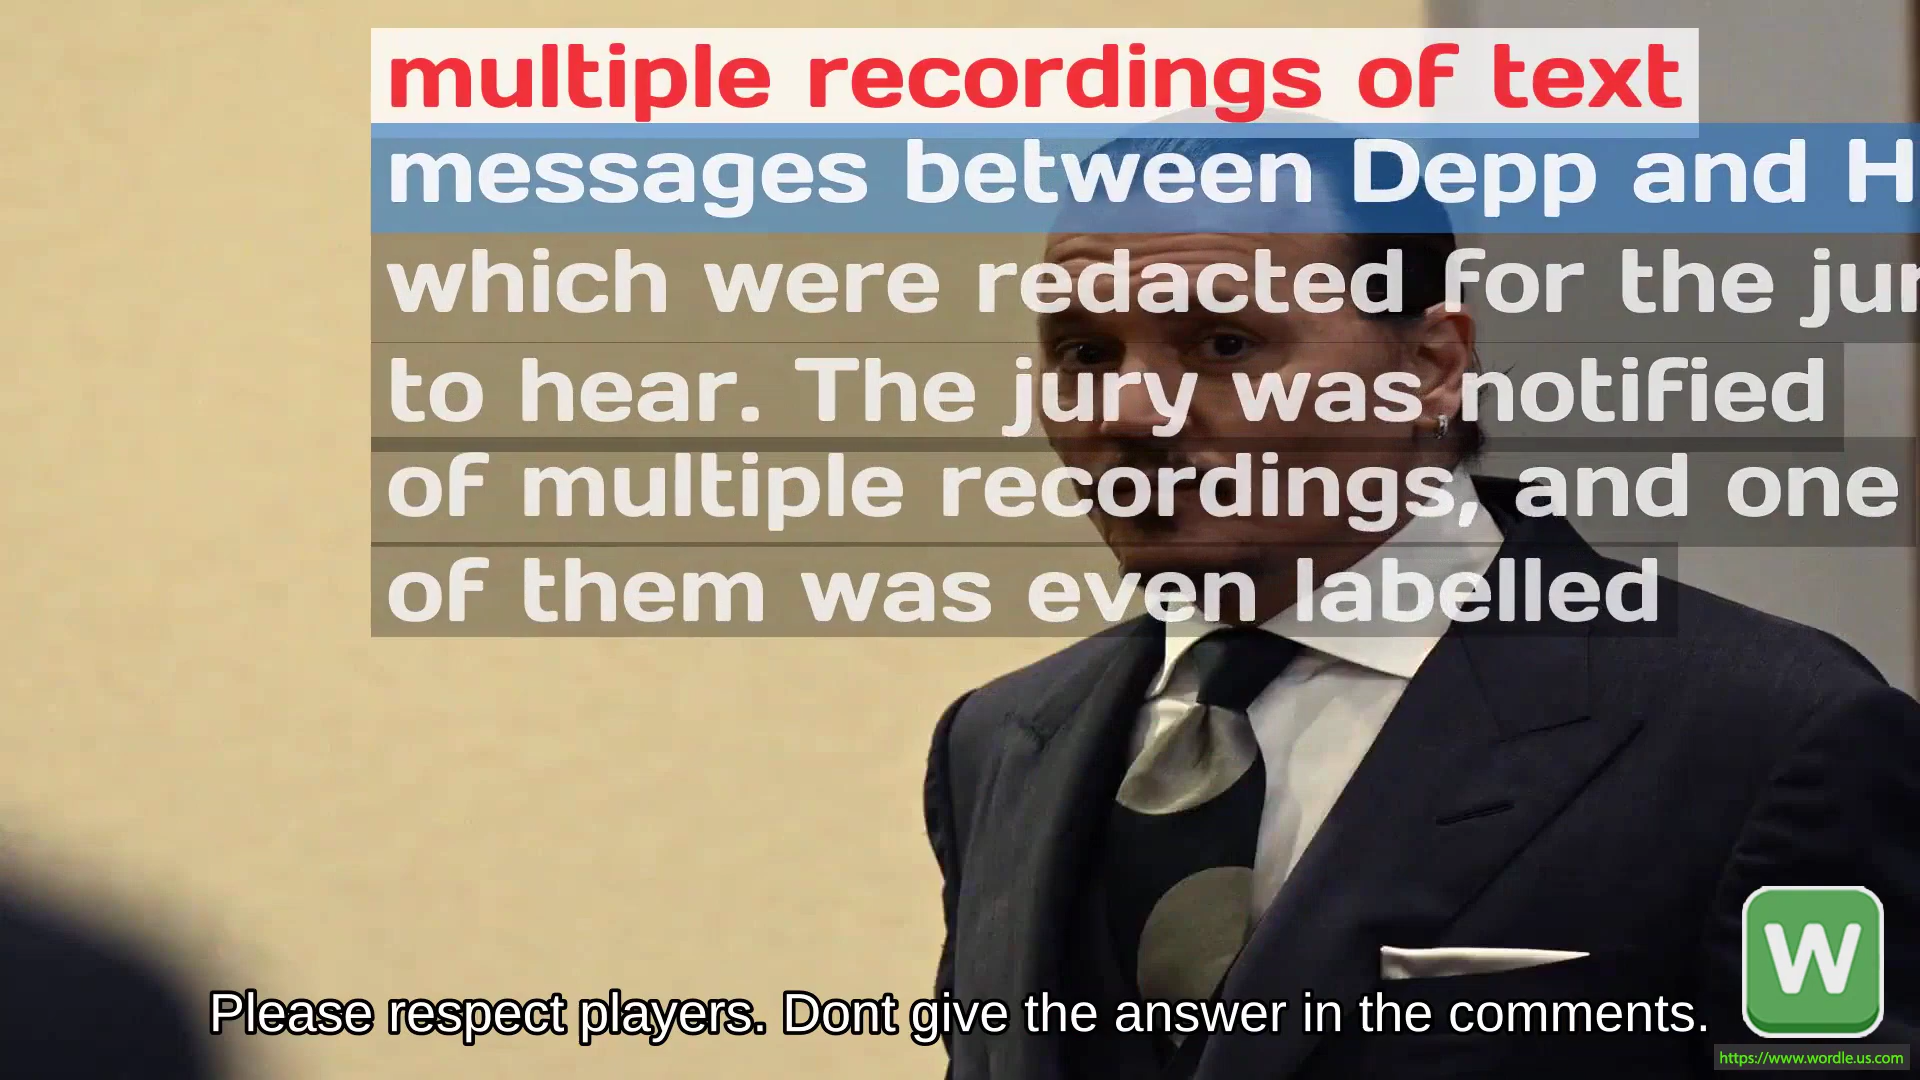 multiple recordings of text
messages between Depp and H
which were redacted for the jur
to hear. The jury was notified
of multiple recordings, and one
of them was even labelled
Please respect players. Dont give the answer in the comments.
W
https://www.wordle.us.com